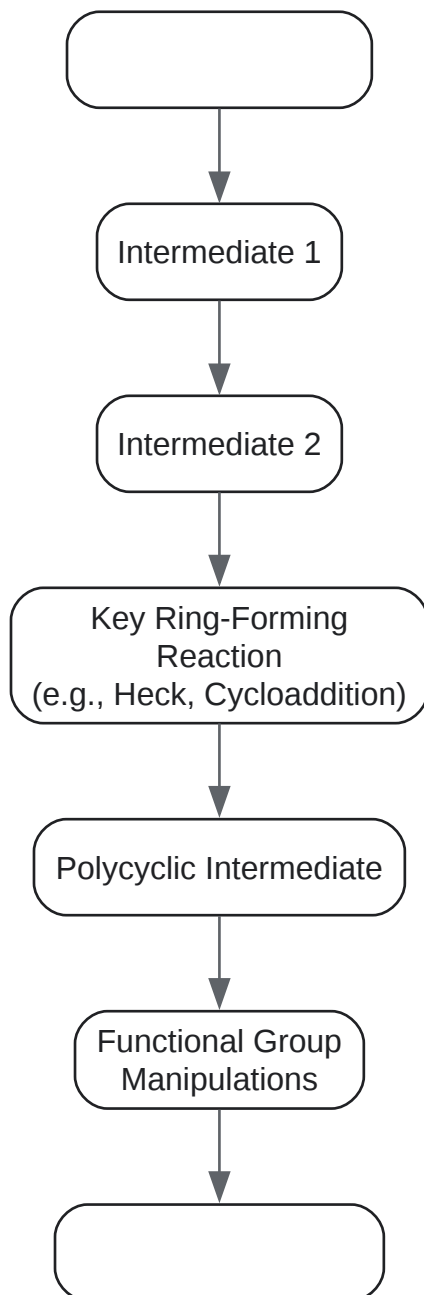 Intermediate 1
Intermediate 2
Key Ring-Forming
Reaction
(e.g., Heck, Cycloaddition)
Polycyclic Intermediate
Functional Group
Manipulations